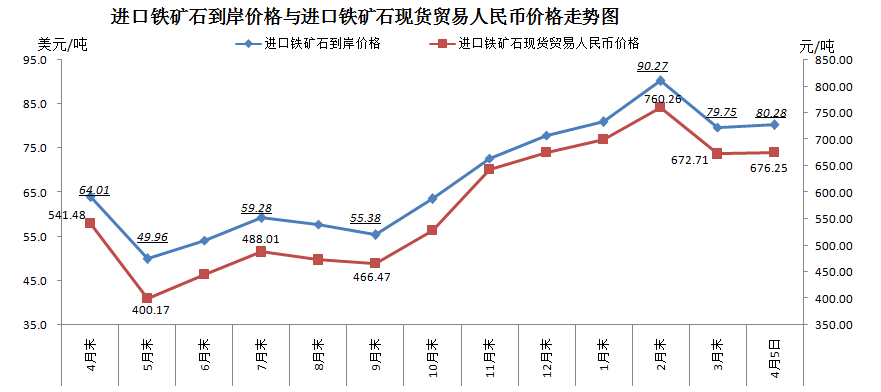 进口铁矿石到岸价格与进口铁矿石现货贸易人民币价格走势图
美元/吨
进口铁矿石到岸价格
进口铁矿石现货贸易人民币价格
元/吨
95.0
85.0
75.0
65.0
55.0
45.0
35.0
850.00
800.00
750.00
700.00
650.00
600.00
550.00
500.00
450.00
400.00
350.00
64.01
49.96
59.28
55.38
90.27
79.75
80.28
541.48
400.17
488.01
466.47
760.26
672.71
676.25
4月末
5月末
6月末
7月末
8月末
9月末
10月末
11月末
12月末
1月末
2月末
3月末
4月5日